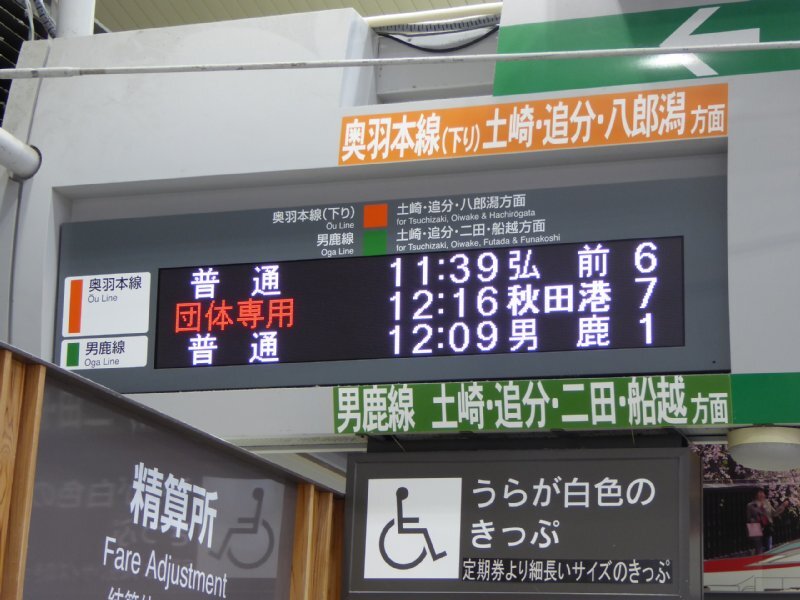 奥羽本線(下り)土崎・追分・八郎潟方面
奥羽本線(下り) 土崎・追分・八郎潟方面
Ōu Line for Tsuchizaki, Oiwake & Hachirōgata
男鹿線 土崎・追分・二田・船越方面
Oga Line for Tsuchizaki, Oiwake, Futada & Funakoshi
奥羽本線
Ōu Line
男鹿線
Oga Line
普通 11:39 弘前 6
団体専用 12:16 秋田港 7
普通 12:09 男鹿 1
男鹿線 土崎・追分・二田・船越方面
精算所
Fare Adjustment
うらが白色の
きっぷ
定期券より細長いサイズのきっぷ